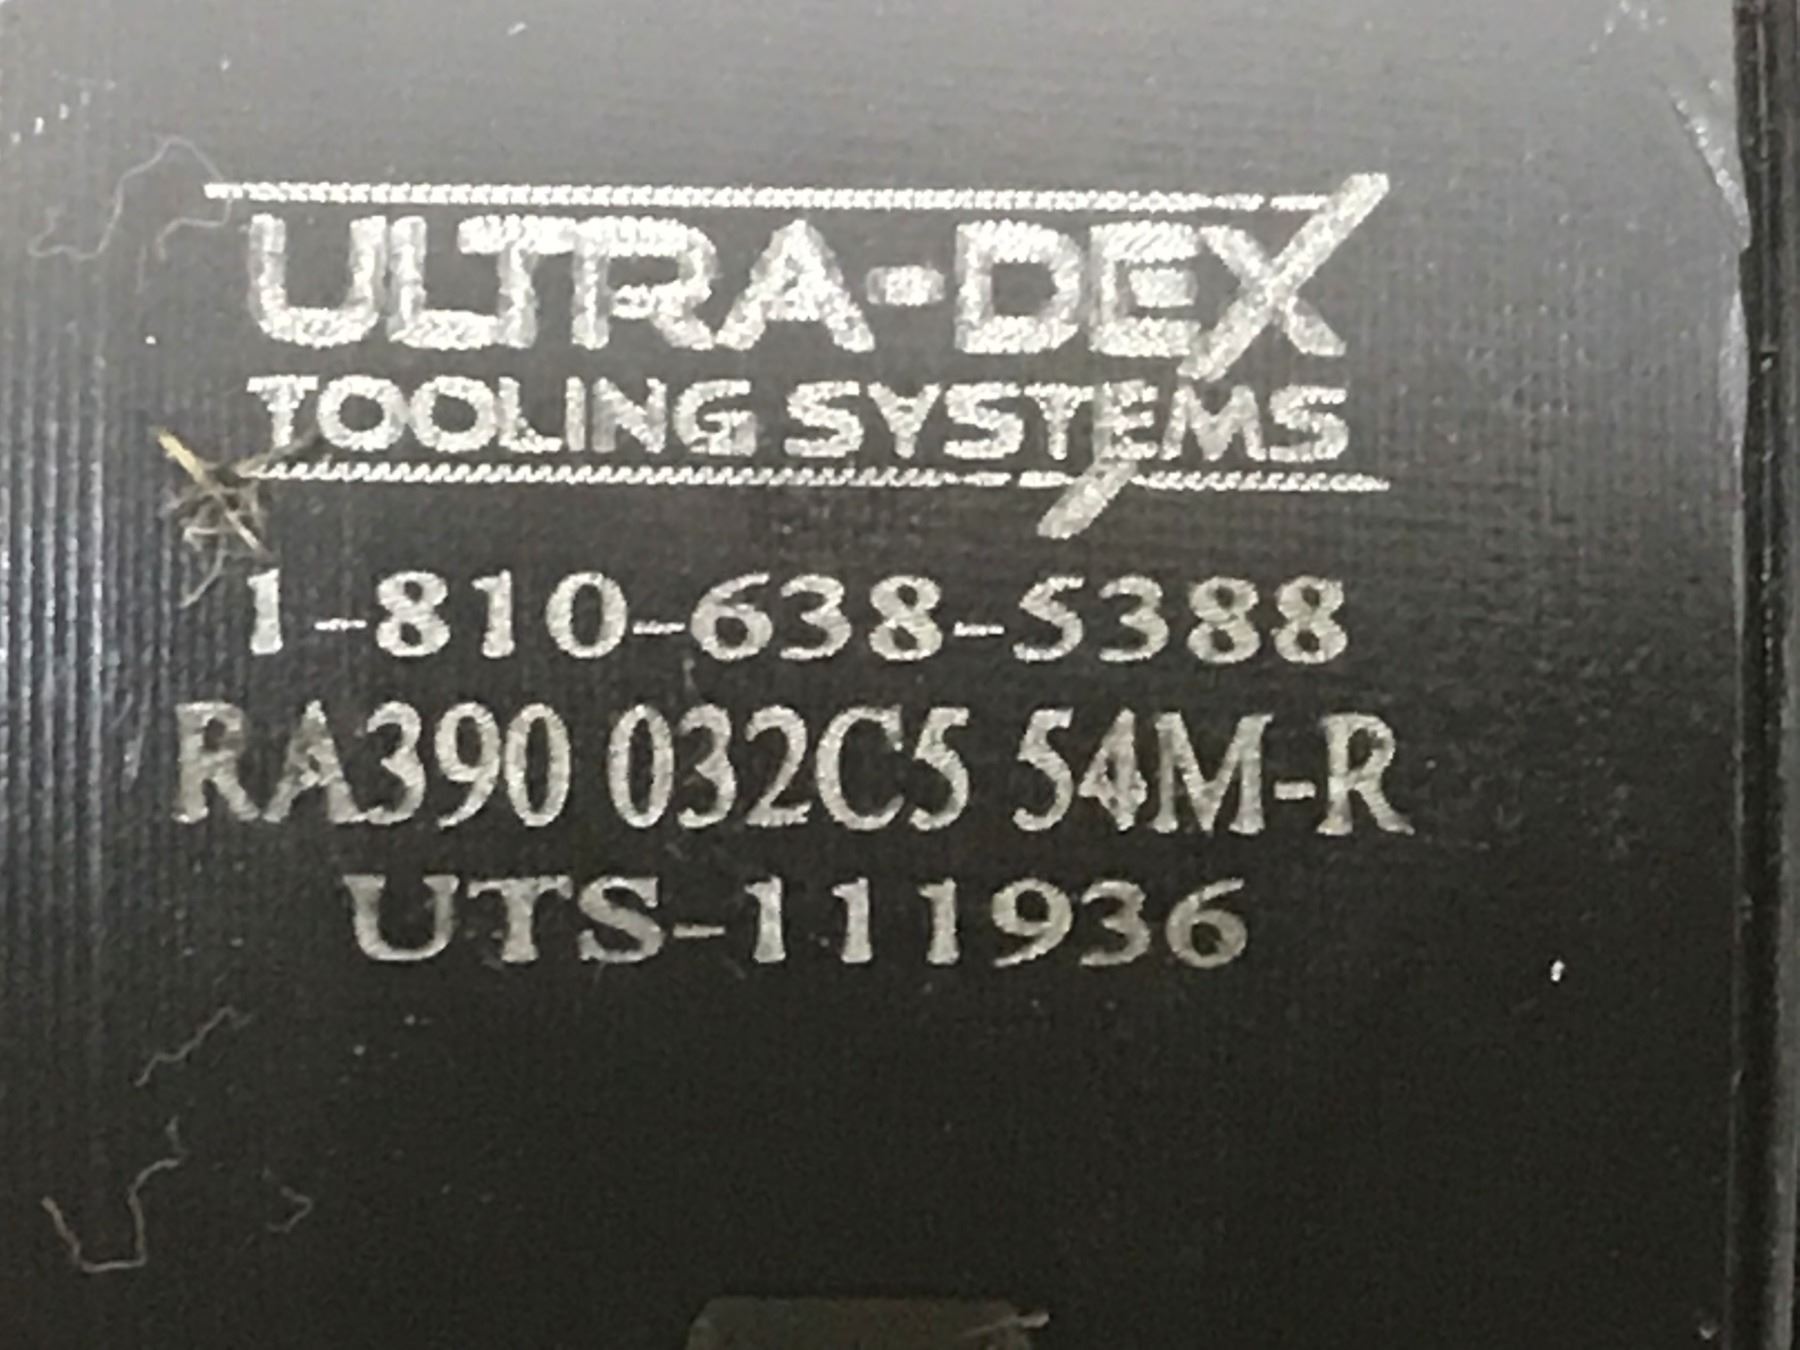 ULTRA-DEX
TOOLING SYSTEMS
1-810-638-5388
RA390 032C5 54M-R
UTS-111936